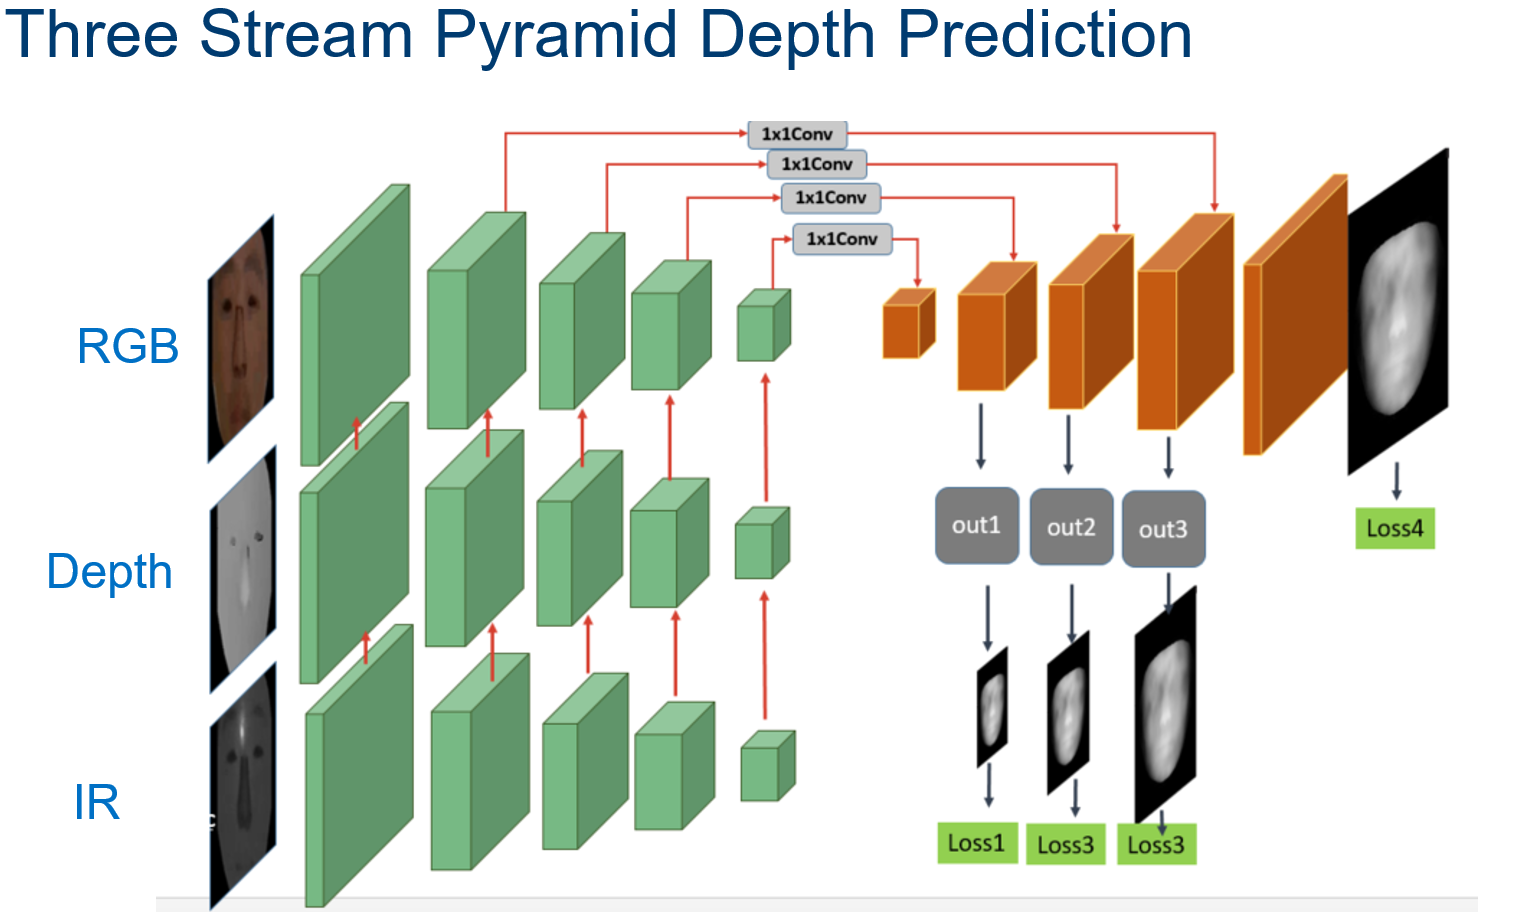 Three Stream Pyramid Depth Prediction
1x1Conv
1x1Conv
1x1Conv
1x1Conv
RGB
Depth
IR
out1
out2
out3
Loss4
Loss1
Loss3
Loss3